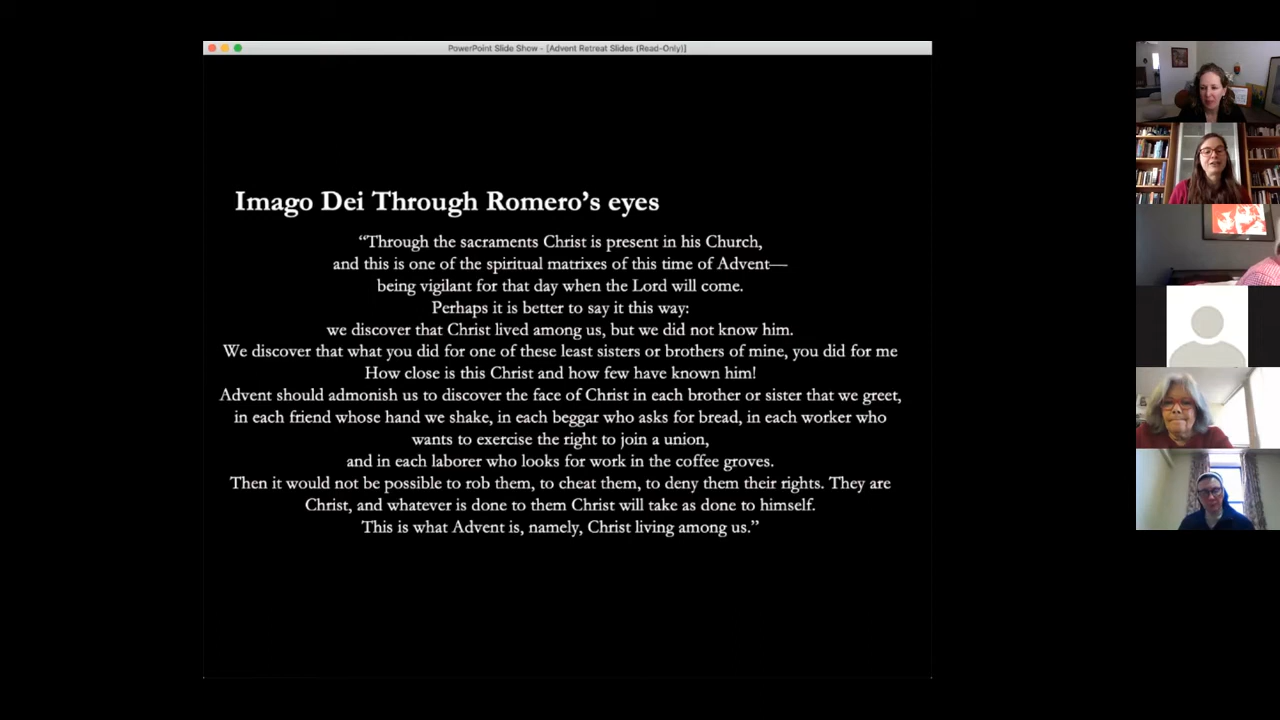 PowerPoint Slide Show - [Advent Retreat Slides (Read-Only)]
Imago Dei Through Romero’s eyes
“Through the sacraments Christ is present in his Church,
and this is one of the spiritual matrixes of this time of Advent—
being vigilant for that day when the Lord will come.
Perhaps it is better to say it this way:
we discover that Christ lived among us, but we did not know him.
We discover that what you did for one of these least sisters or brothers of mine, you did for me
How close is this Christ and how few have known him!
Advent should admonish us to discover the face of Christ in each brother or sister that we greet,
in each friend whose hand we shake, in each beggar who asks for bread, in each worker who
wants to exercise the right to join a union,
and in each laborer who looks for work in the coffee groves.
Then it would not be possible to rob them, to cheat them, to deny them their rights. They are
Christ, and whatever is done to them Christ will take as done to himself.
This is what Advent is, namely, Christ living among us.”